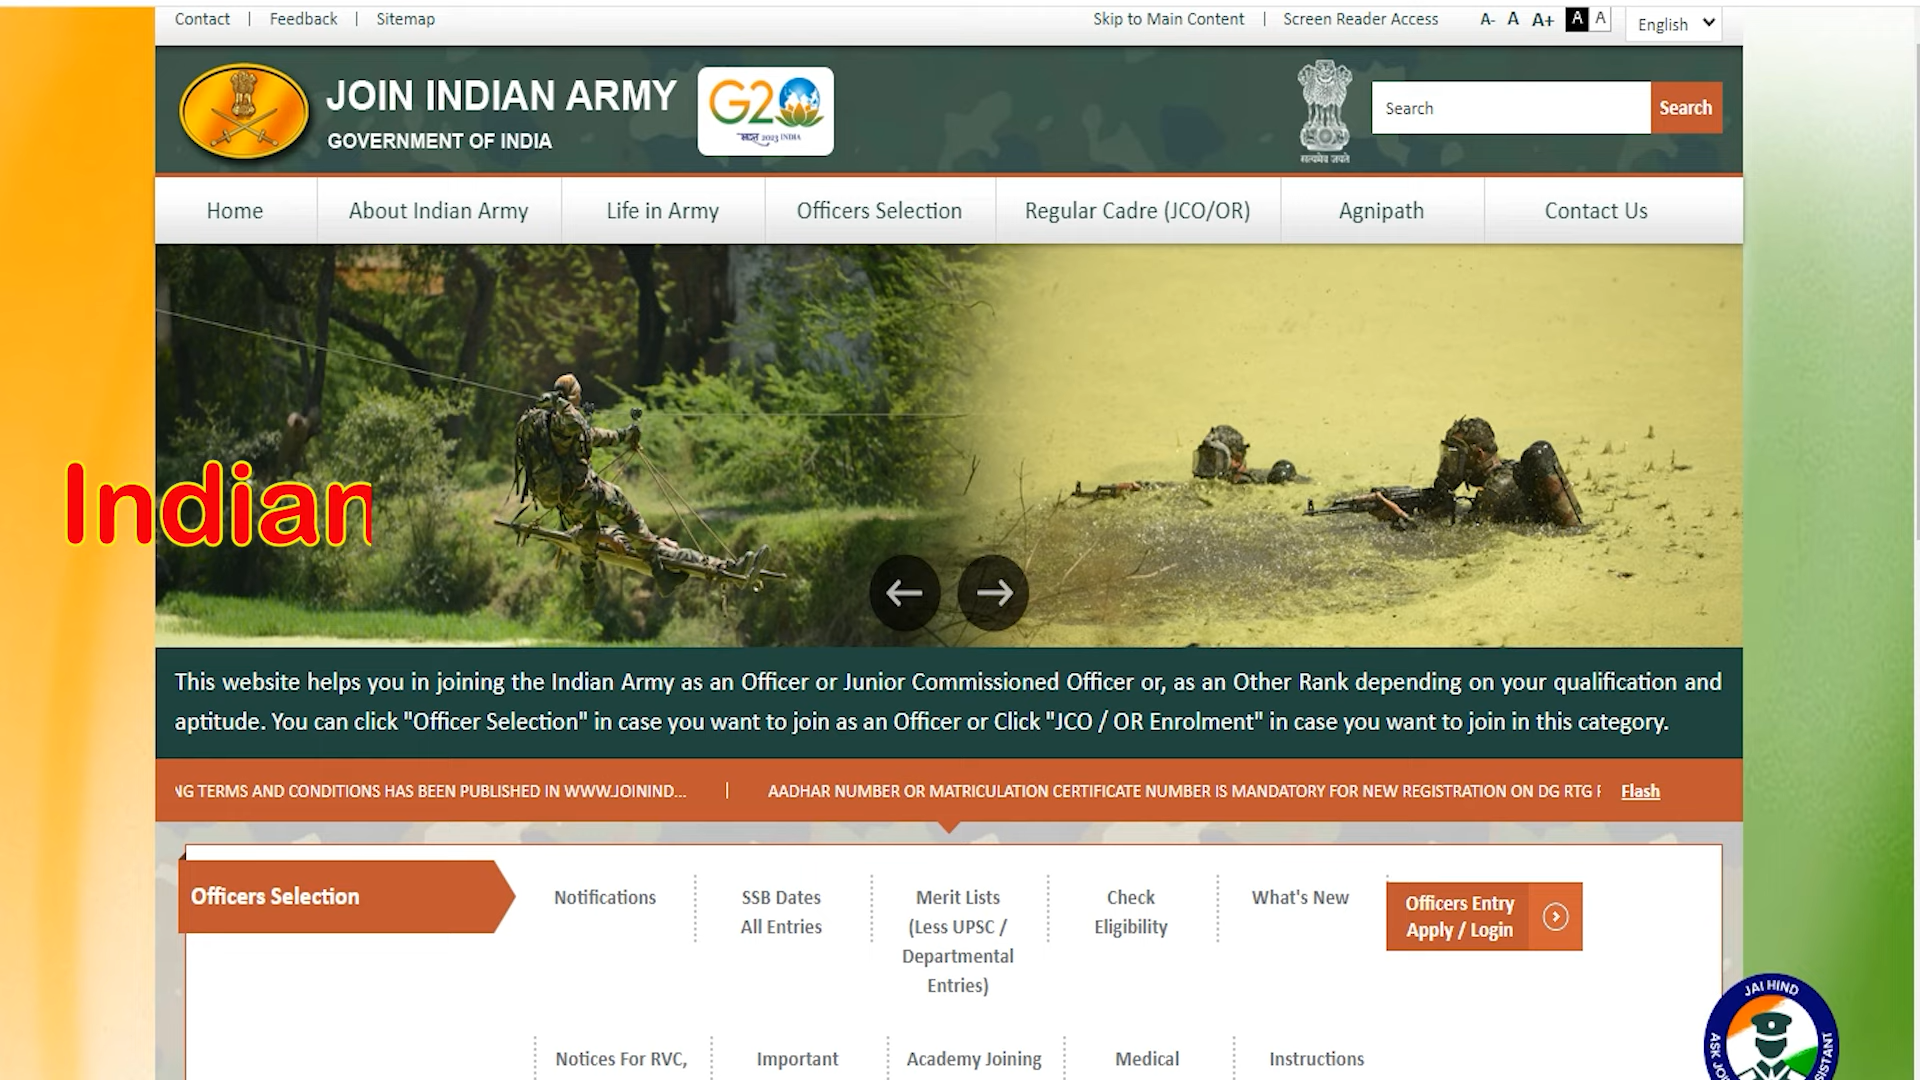 Contact | Feedback | Sitemap
Skip to Main Content | Screen Reader Access A- A A+ A A English
JOIN INDIAN ARMY
GOVERNMENT OF INDIA
G20
भारत 2023 INDIA
सत्यमेव जयते
Search Search
Home About Indian Army Life in Army Officers Selection Regular Cadre (JCO/OR) Agnipath Contact Us
Indian
This website helps you in joining the Indian Army as an Officer or Junior Commissioned Officer or, as an Other Rank depending on your qualification and
aptitude. You can click "Officer Selection" in case you want to join as an Officer or Click "JCO / OR Enrolment" in case you want to join in this category.
NG TERMS AND CONDITIONS HAS BEEN PUBLISHED IN WWW.JOININD... | AADHAR NUMBER OR MATRICULATION CERTIFICATE NUMBER IS MANDATORY FOR NEW REGISTRATION ON DG RTG Flash
Officers Selection
Notifications
SSB Dates
All Entries
Merit Lists
(Less UPSC /
Departmental
Entries)
Check
Eligibility
What's New
Officers Entry
Apply / Login
Notices For RVC,
Important
Academy Joining
Medical
Instructions
JAI HIND